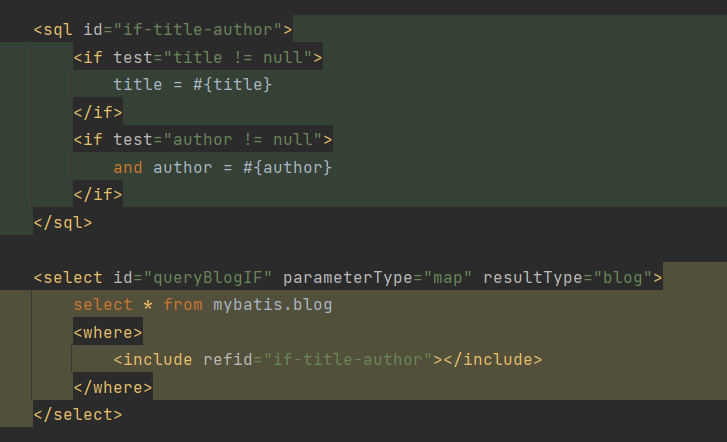 <sql id="if-title-author">
    <if test="title != null">
        title = #{title}
    </if>
    <if test="author != null">
        and author = #{author}
    </if>
</sql>
<select id="queryBlogIF" parameterType="map" resultType="blog">
    select * from mybatis.blog
    <where>
        <include refid="if-title-author"></include>
    </where>
</select>